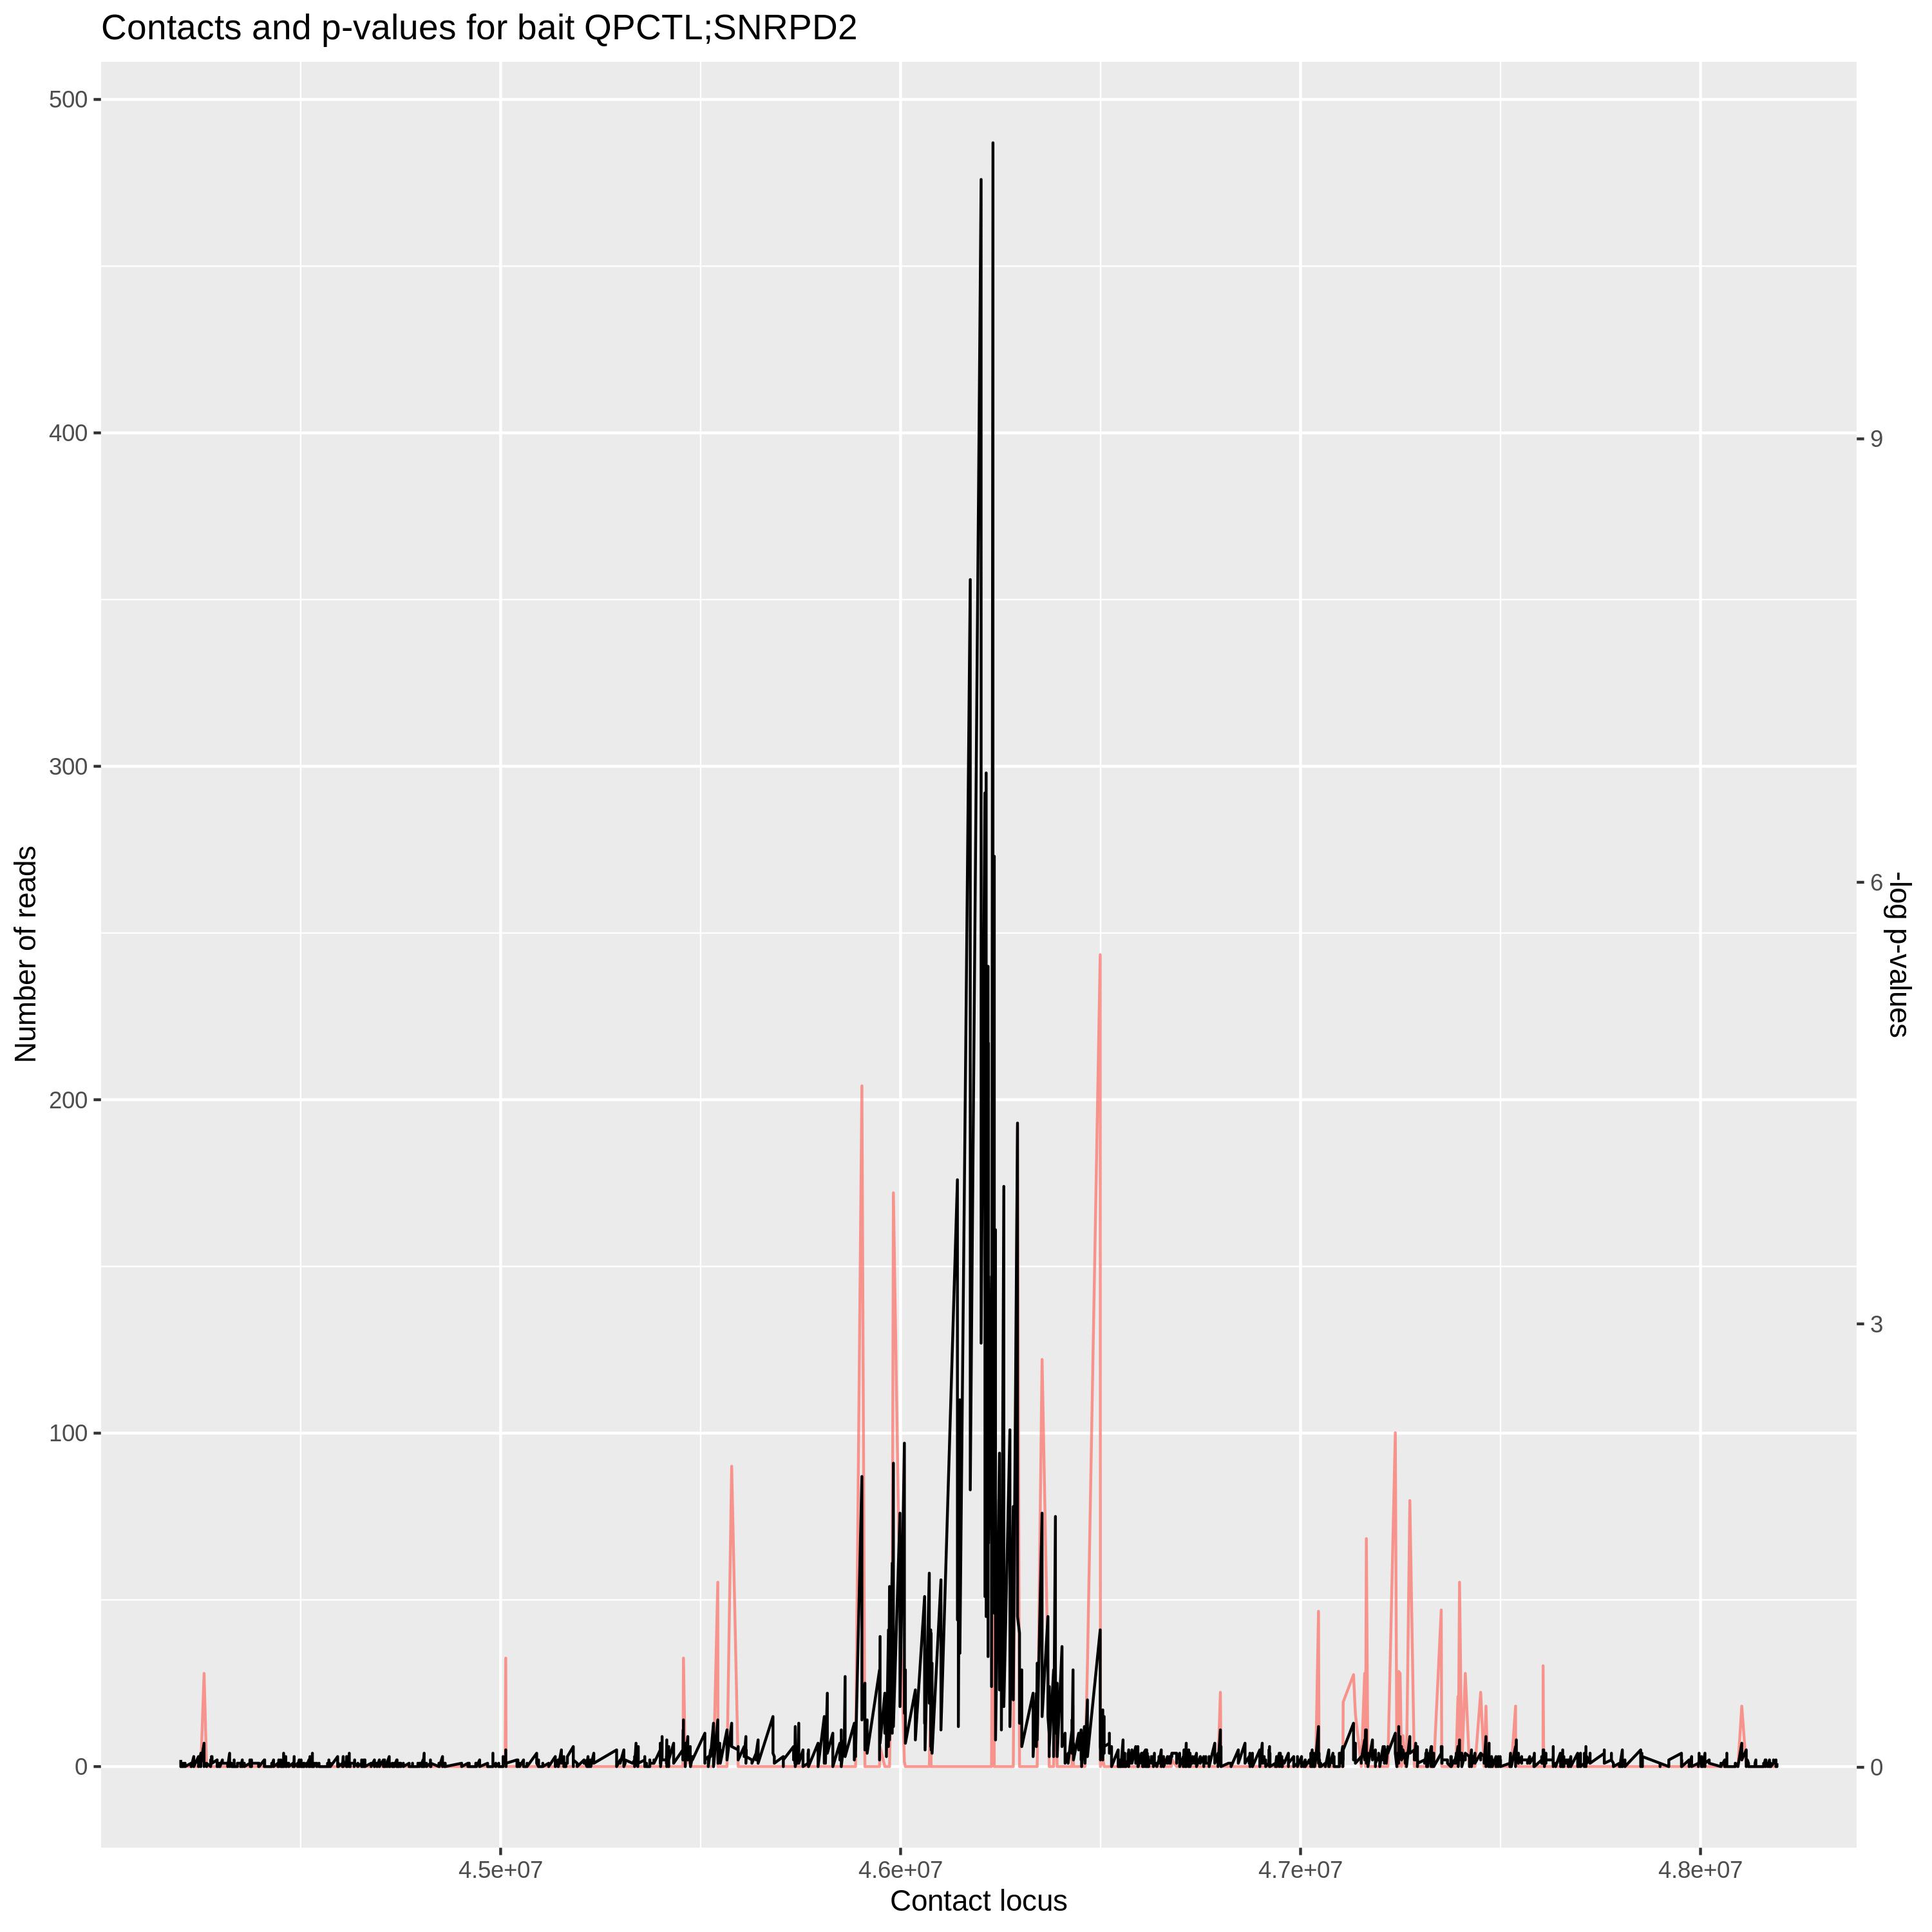 Contacts and p-values for bait QPCTL;SNRPD2
500
400
300
200
100
0
Number of reads
9
6
3
0
-log p-values
4.5e+07
4.6e+07
4.7e+07
4.8e+07
Contact locus